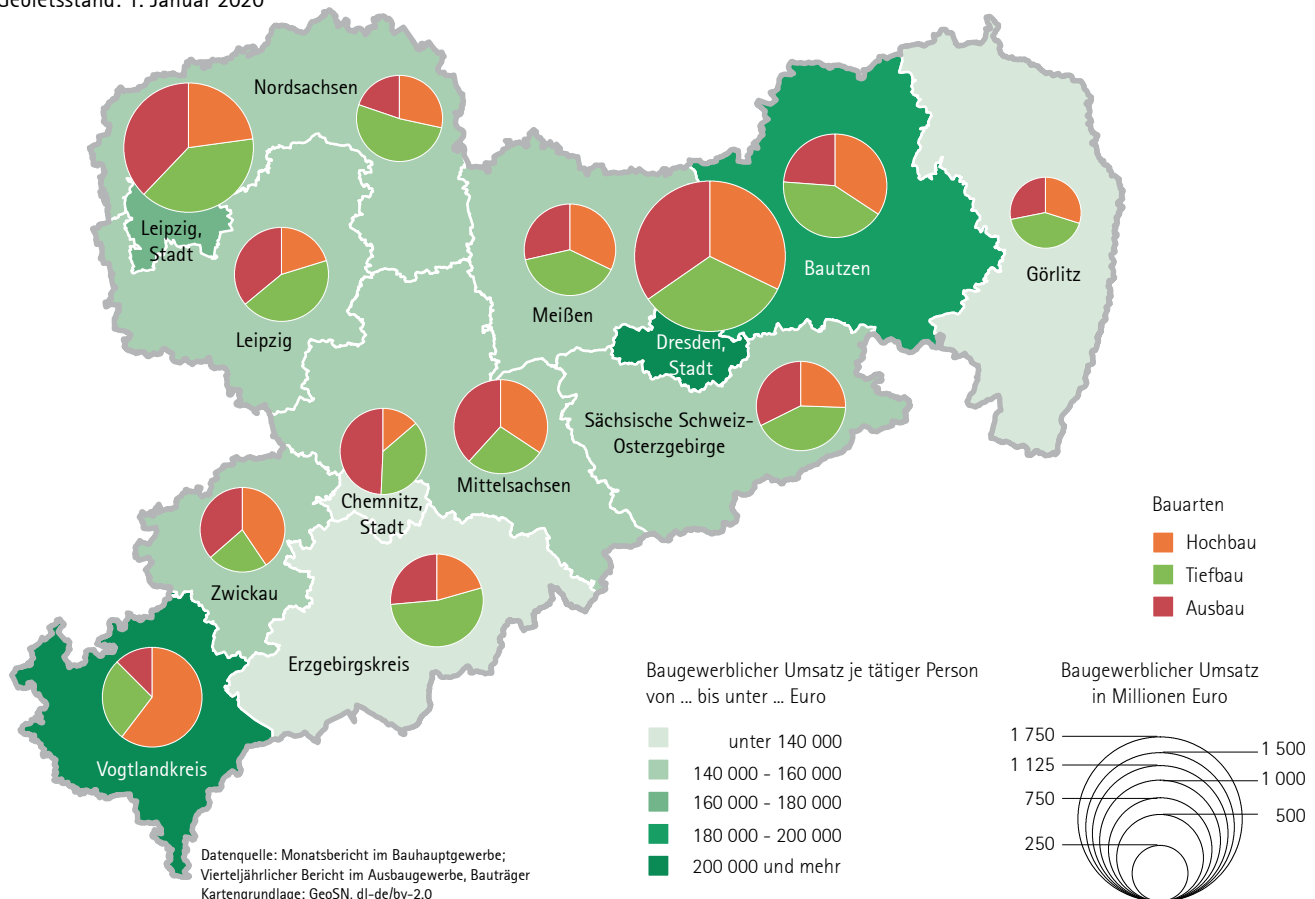 Gebietsstand: 1. Januar 2020
Nordsachsen
Leipzig,
Stadt
Leipzig
Meißen
Bautzen
Görlitz
Dresden,
Stadt
Sächsische Schweiz-
Osterzgebirge
Mittelsachsen
Chemnitz,
Stadt
Zwickau
Erzgebirgskreis
Vogtlandkreis
Bauarten
Hochbau
Tiefbau
Ausbau
Baugewerblicher Umsatz je tätiger Person
von ... bis unter ... Euro
unter 140 000
140 000 - 160 000
160 000 - 180 000
180 000 - 200 000
200 000 und mehr
Baugewerblicher Umsatz
in Millionen Euro
1 750
1 500
1 125
1 000
750
500
250
Datenquelle: Monatsbericht im Bauhauptgewerbe;
Vierteljährlicher Bericht im Ausbaugewerbe, Bauträger
Kartengrundlage: GeoSN, dl-de/by-2.0